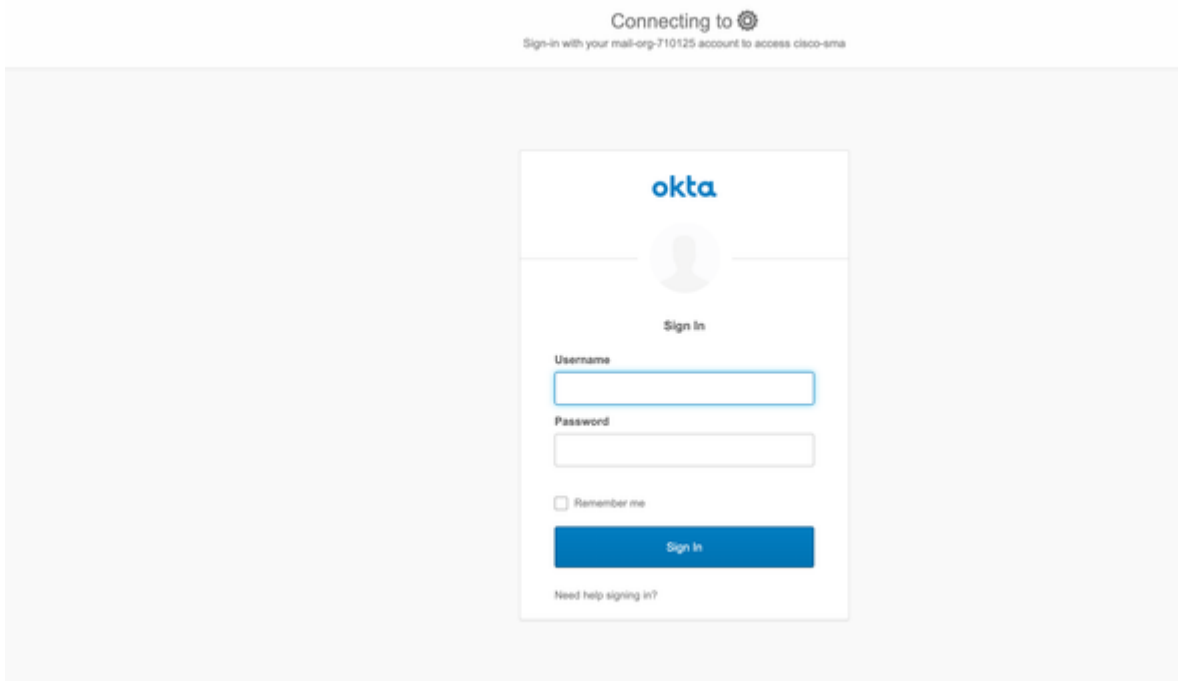 Connecting to
Sign-in with your mail-org-710125 account to access cisco-sma
okta
Sign In
Username
Password
Remember me
Sign In
Need help signing in?